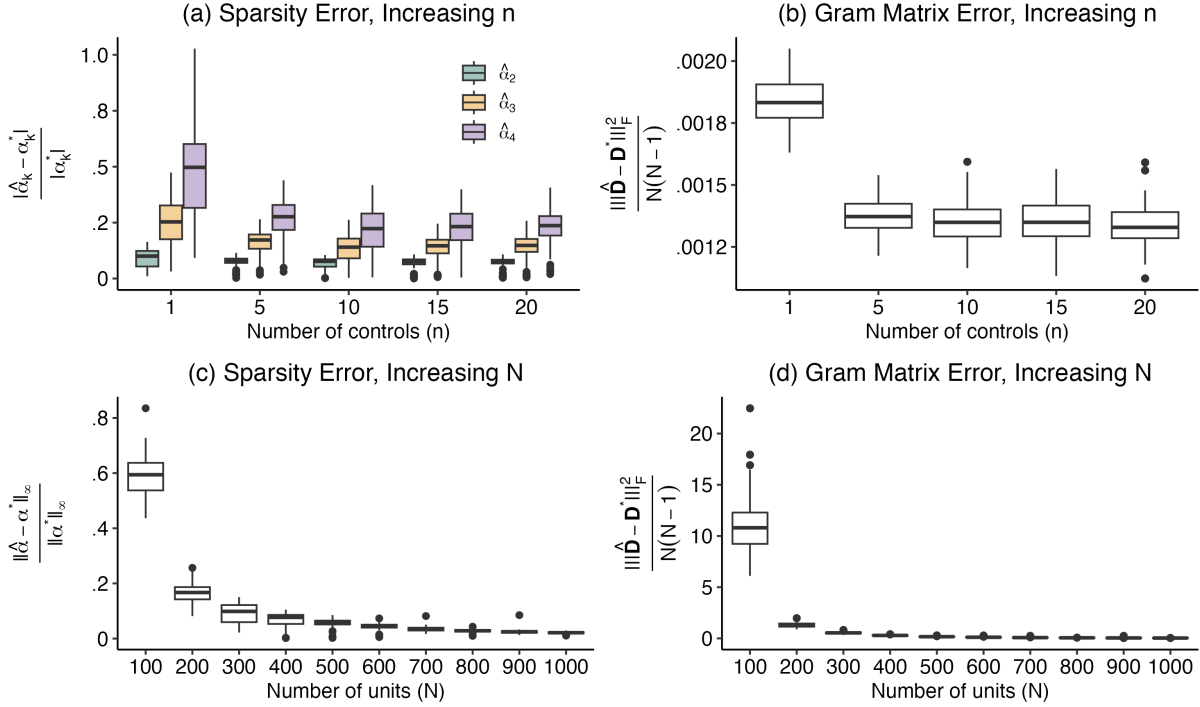 (a) Sparsity Error, Increasing n
|α̂ₖ − αₖ*|
|αₖ*|
1.0
.8
.5
.2
0
α̂₂
α̂₃
α̂₄
1 5 10 15 20
Number of controls (n)
(b) Gram Matrix Error, Increasing n
|||D̂ − D*|||²F
N(N − 1)
.0020
.0018
.0015
.0012
1 5 10 15 20
Number of controls (n)
(c) Sparsity Error, Increasing N
||α̂ − α*||∞
||α*||∞
.8
.6
.4
.2
0
100 200 300 400 500 600 700 800 900 1000
Number of units (N)
(d) Gram Matrix Error, Increasing N
|||D̂ − D*|||²F
N(N − 1)
20
15
10
5
0
100 200 300 400 500 600 700 800 900 1000
Number of units (N)